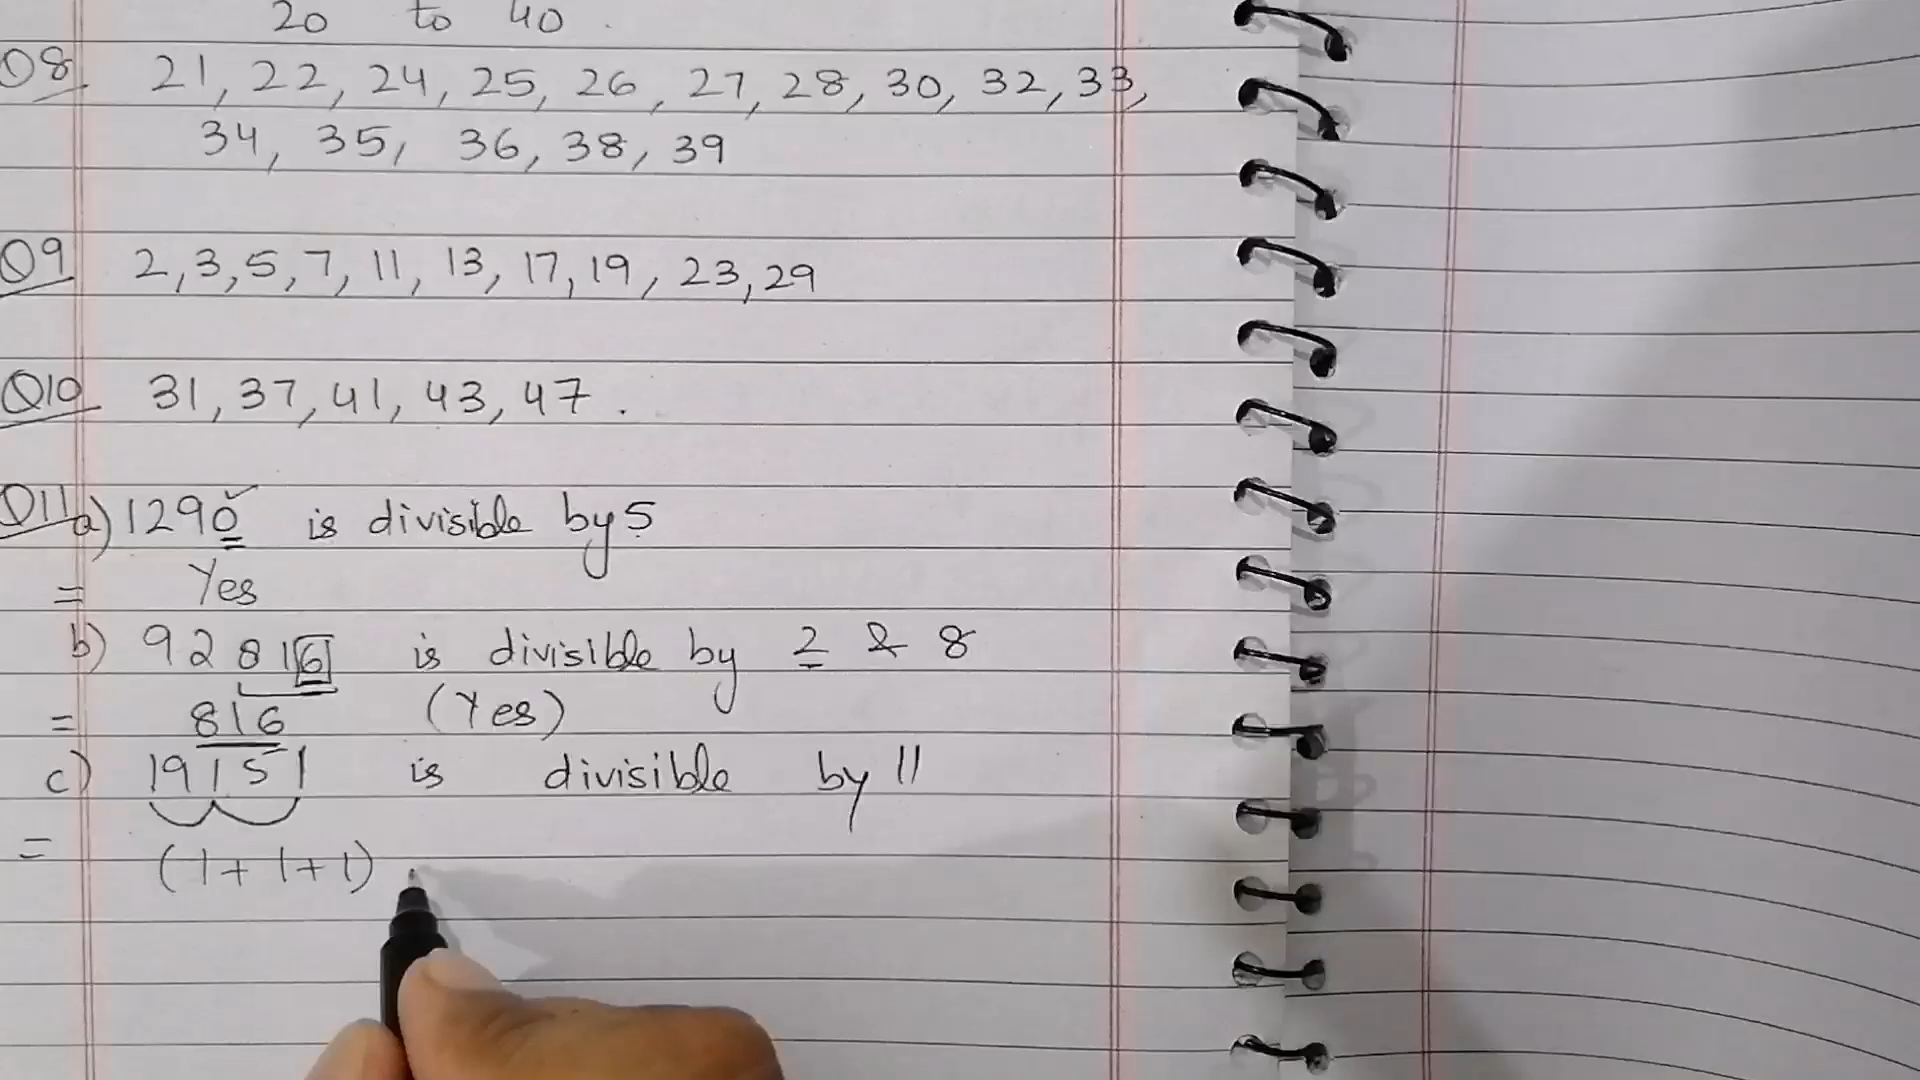 20 to 40.
Q8 21, 22, 24, 25, 26, 27, 28, 30, 32, 33,
34, 35, 36, 38, 39
Q9 2, 3, 5, 7, 11, 13, 17, 19, 23, 29
Q10 31, 37, 41, 43, 47.
Q11 a) 1290 is divisible by 5
= Yes
b) 92816 is divisible by 2 & 8
= 816 (Yes)
c) 19151 is divisible by 11
= (1+1+1)